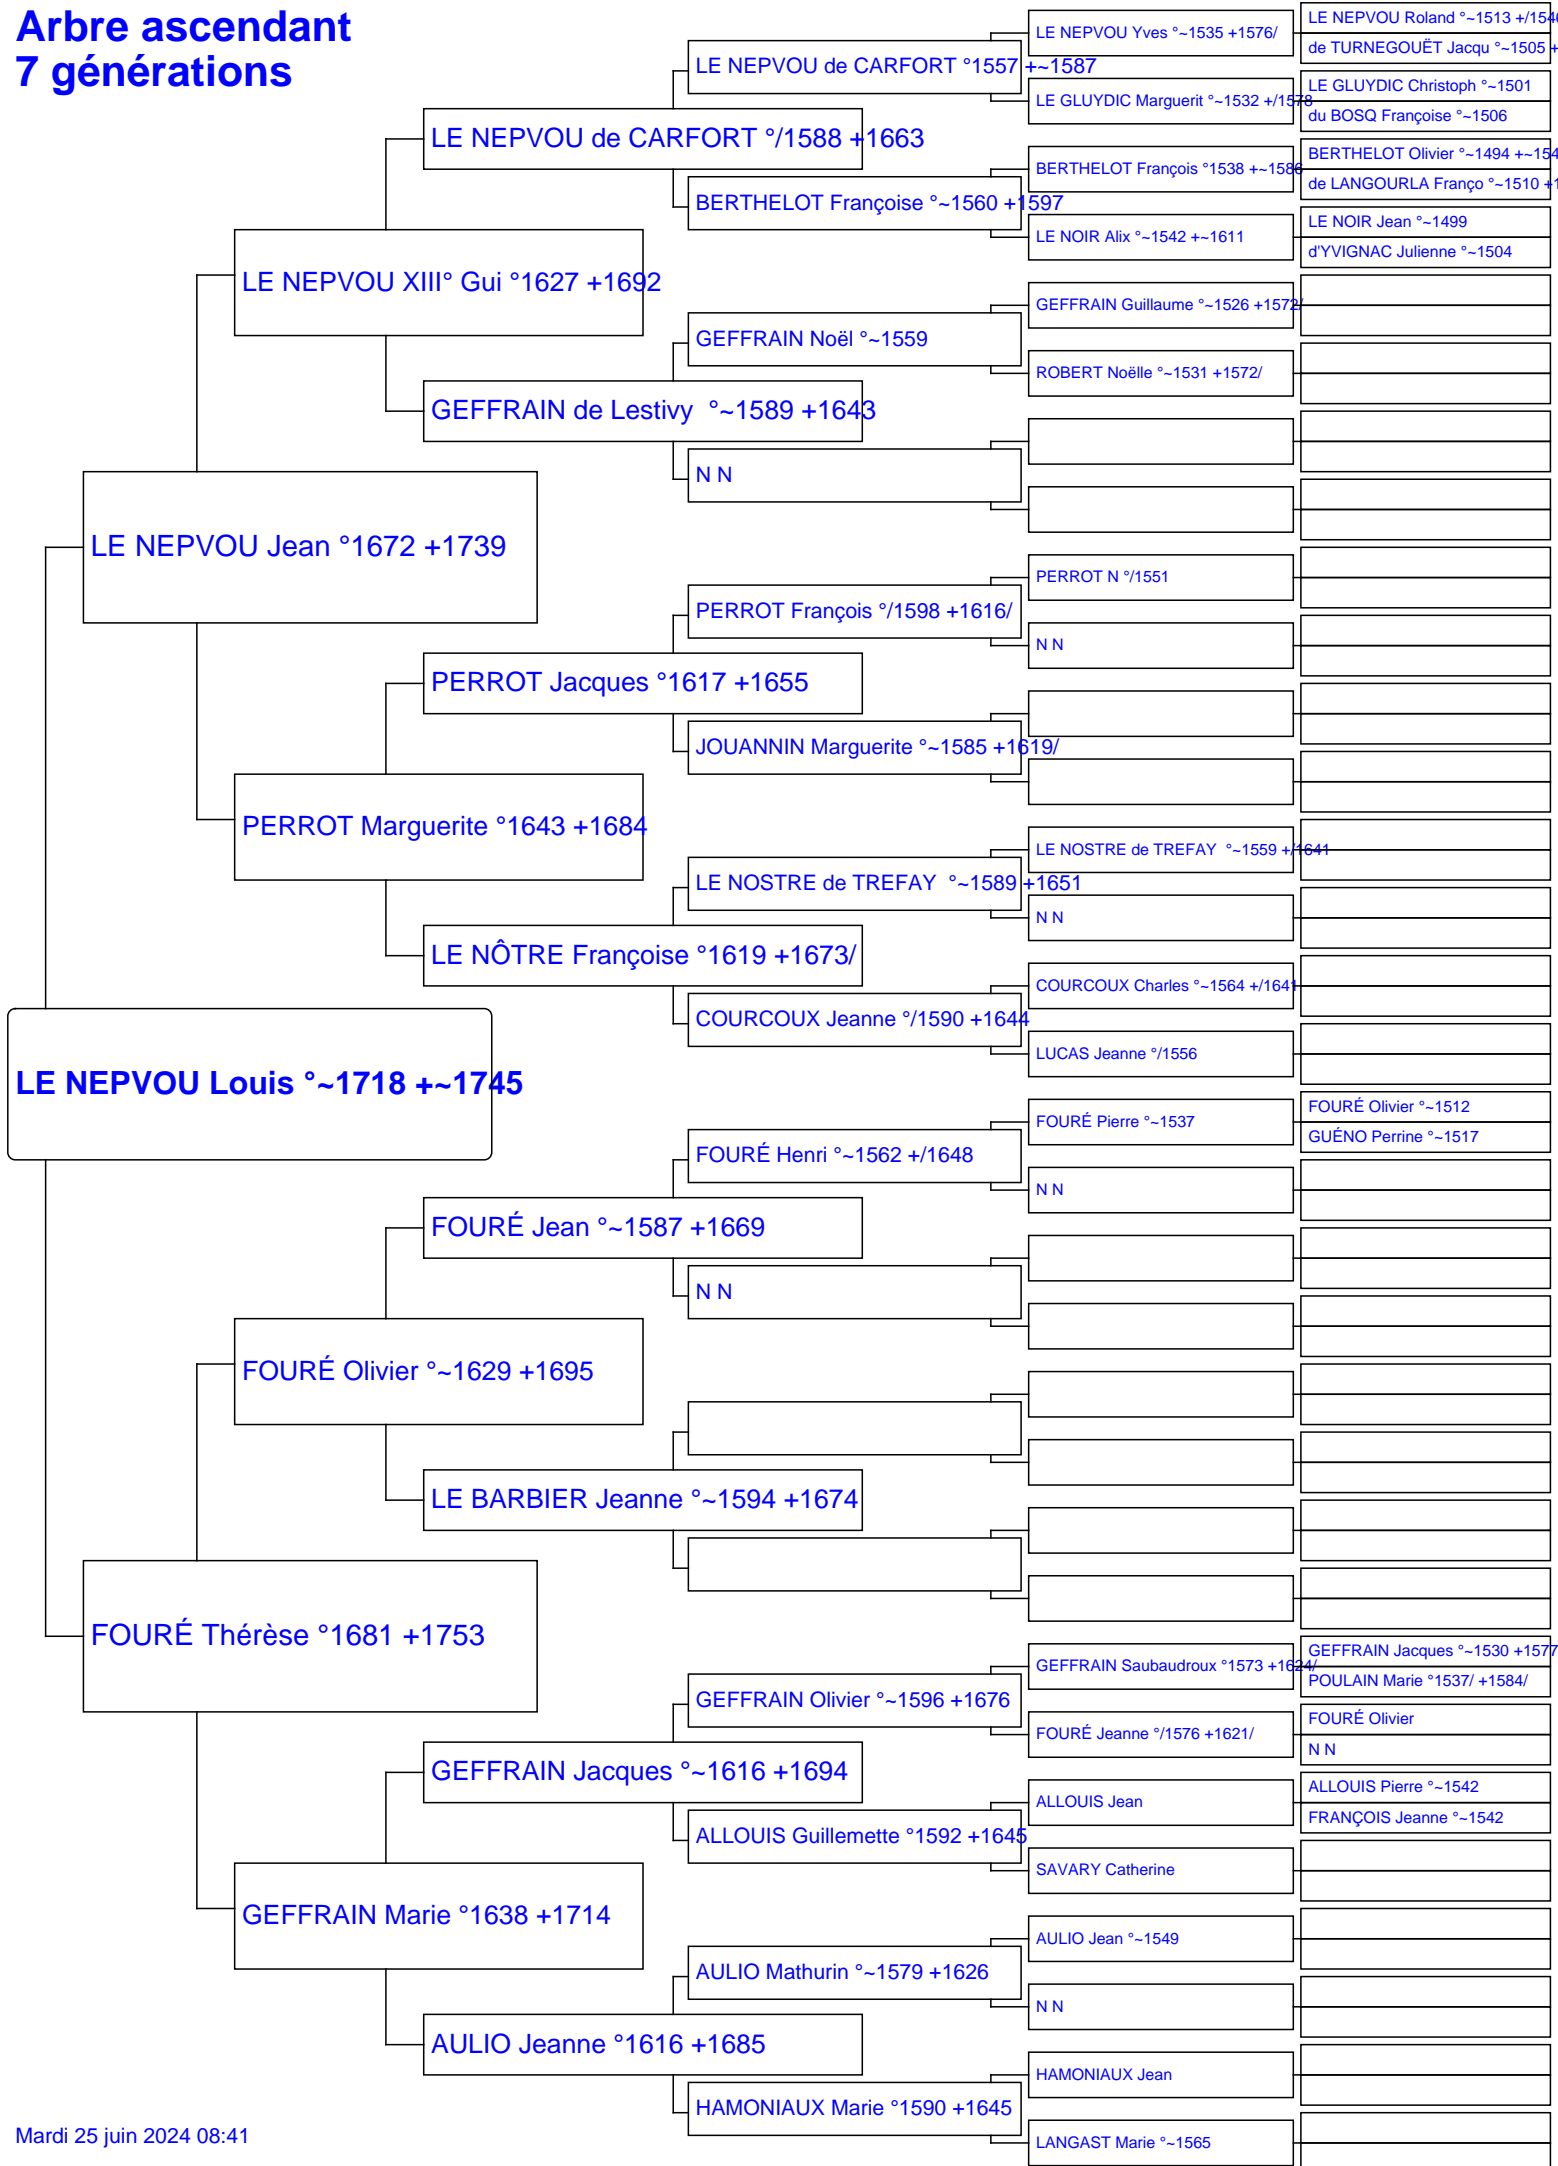 Arbre ascendant
7 générations
LE NEPVOU Louis °~1718 +~1745
LE NEPVOU Jean °1672 +1739
FOURÉ Thérèse °1681 +1753
LE NEPVOU XIII° Gui °1627 +1692
PERROT Marguerite °1643 +1684
FOURÉ Olivier °~1629 +1695
GEFFRAIN Marie °1638 +1714
LE NEPVOU de CARFORT °/1588 +1663
GEFFRAIN de Lestivy °~1589 +1643
PERROT Jacques °1617 +1655
LE NÔTRE Françoise °1619 +1673/
FOURÉ Jean °~1587 +1669
LE BARBIER Jeanne °~1594 +1674
GEFFRAIN Jacques °~1616 +1694
AULIO Jeanne °1616 +1685
LE NEPVOU de CARFORT °1557 +~1587
BERTHELOT Françoise °~1560 +1597
GEFFRAIN Noël °~1559
N N
PERROT François °/1598 +1616/
JOUANNIN Marguerite °~1585 +1619/
LE NOSTRE de TREFAY °~1589 +1651
COURCOUX Jeanne °/1590 +1644
FOURÉ Henri °~1562 +/1648
N N
GEFFRAIN Olivier °~1596 +1676
ALLOUIS Guillemette °1592 +1645
AULIO Mathurin °~1579 +1626
HAMONIAUX Marie °1590 +1645
LE NEPVOU Yves °~1535 +1576/
LE GLUYDIC Marguerit °~1532 +/1578
BERTHELOT François °1538 +~1586
LE NOIR Alix °~1542 +~1611
GEFFRAIN Guillaume °~1526 +1572/
ROBERT Noëlle °~1531 +1572/
PERROT N °/1551
N N
LE NOSTRE de TREFAY °~1559 +/1641
N N
COURCOUX Charles °~1564 +/1641
LUCAS Jeanne °/1556
FOURÉ Pierre °~1537
N N
GEFFRAIN Saubaudroux °1573 +1624/
FOURÉ Jeanne °/1576 +1621/
ALLOUIS Jean
SAVARY Catherine
AULIO Jean °~1549
N N
HAMONIAUX Jean
LANGAST Marie °~1565
LE NEPVOU Roland °~1513 +/154
de TURNEGOUËT Jacqu °~1505 +
LE GLUYDIC Christoph °~1501
du BOSQ Françoise °~1506
BERTHELOT Olivier °~1494 +~154
de LANGOURLA Franço °~1510 +1
LE NOIR Jean °~1499
d'YVIGNAC Julienne °~1504
FOURÉ Olivier °~1512
GUÉNO Perrine °~1517
GEFFRAIN Jacques °~1530 +1577
POULAIN Marie °1537/ +1584/
FOURÉ Olivier
N N
ALLOUIS Pierre °~1542
FRANÇOIS Jeanne °~1542
Mardi 25 juin 2024 08:41